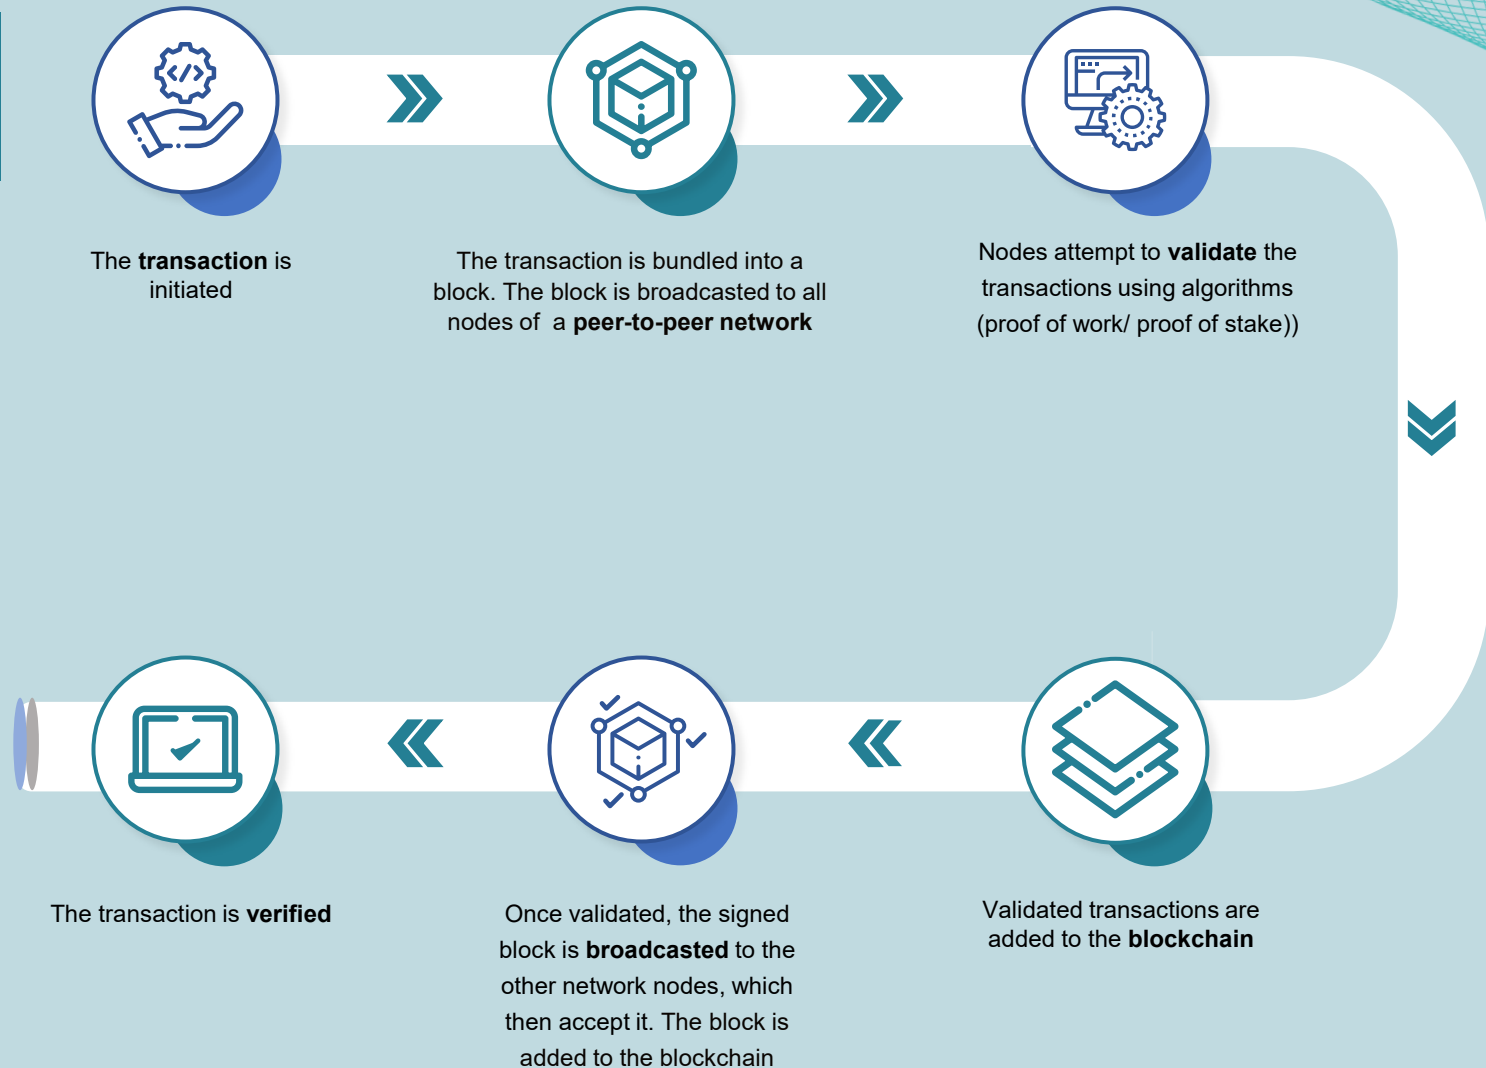 The transaction is
initiated
The transaction is bundled into a
block. The block is broadcasted to all
nodes of  a peer-to-peer network
Nodes attempt to validate the
transactions using algorithms
(proof of work/ proof of stake))
Validated transactions are
added to the blockchain
Once validated, the signed
block is broadcasted to the
other network nodes, which
then accept it. The block is
added to the blockchain
The transaction is verified